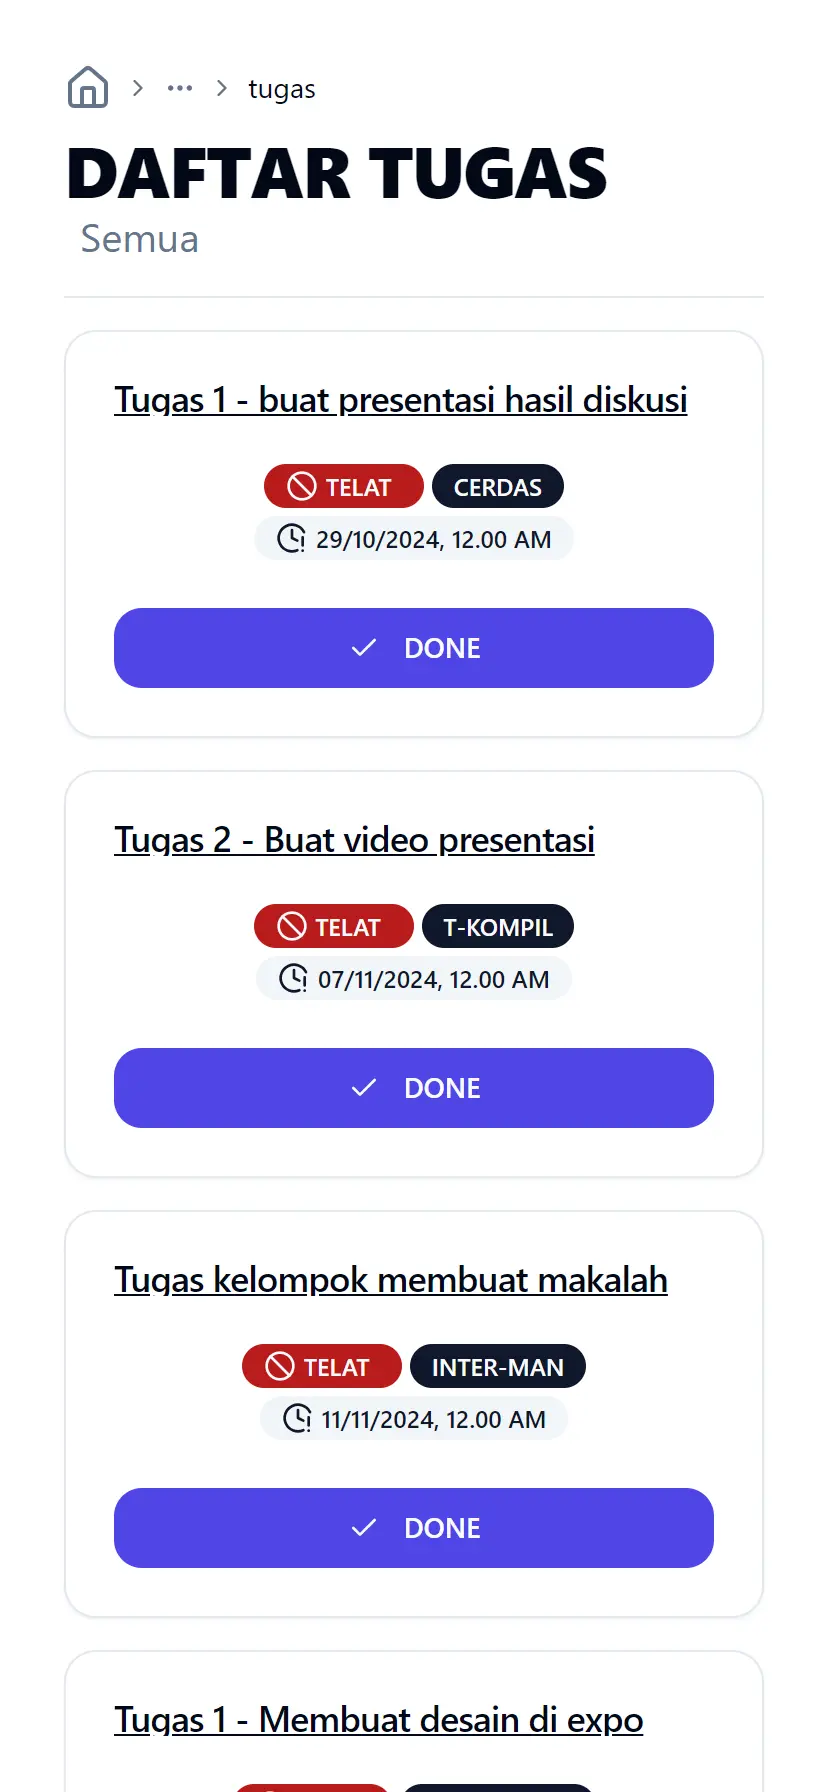 tugas
DAFTAR TUGAS
Semua
Tugas 1 - buat presentasi hasil diskusi
TELAT CERDAS
29/10/2024, 12.00 AM
DONE
Tugas 2 - Buat video presentasi
TELAT T-KOMPIL
07/11/2024, 12.00 AM
DONE
Tugas kelompok membuat makalah
TELAT INTER-MAN
11/11/2024, 12.00 AM
DONE
Tugas 1 - Membuat desain di expo